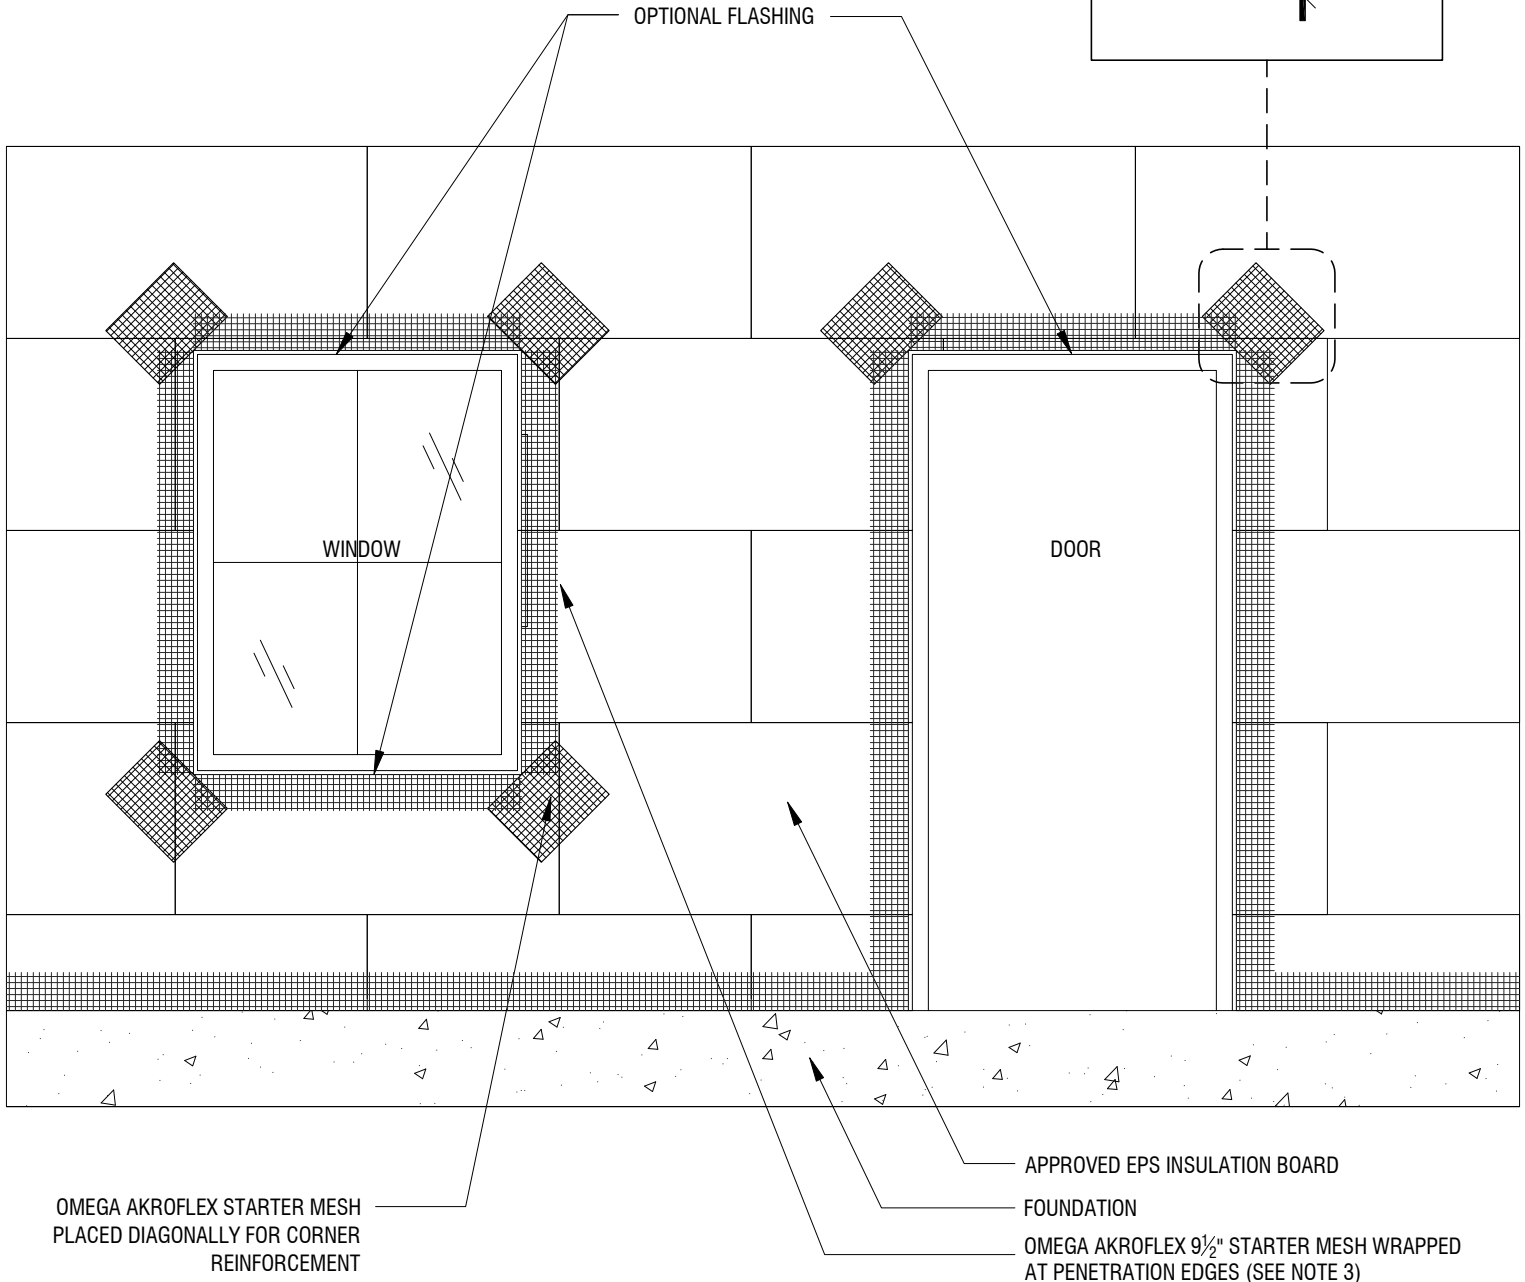 OPTIONAL FLASHING
WINDOW
DOOR
APPROVED EPS INSULATION BOARD
FOUNDATION
OMEGA AKROFLEX 9½" STARTER MESH WRAPPED
AT PENETRATION EDGES (SEE NOTE 3)
OMEGA AKROFLEX STARTER MESH
PLACED DIAGONALLY FOR CORNER
REINFORCEMENT